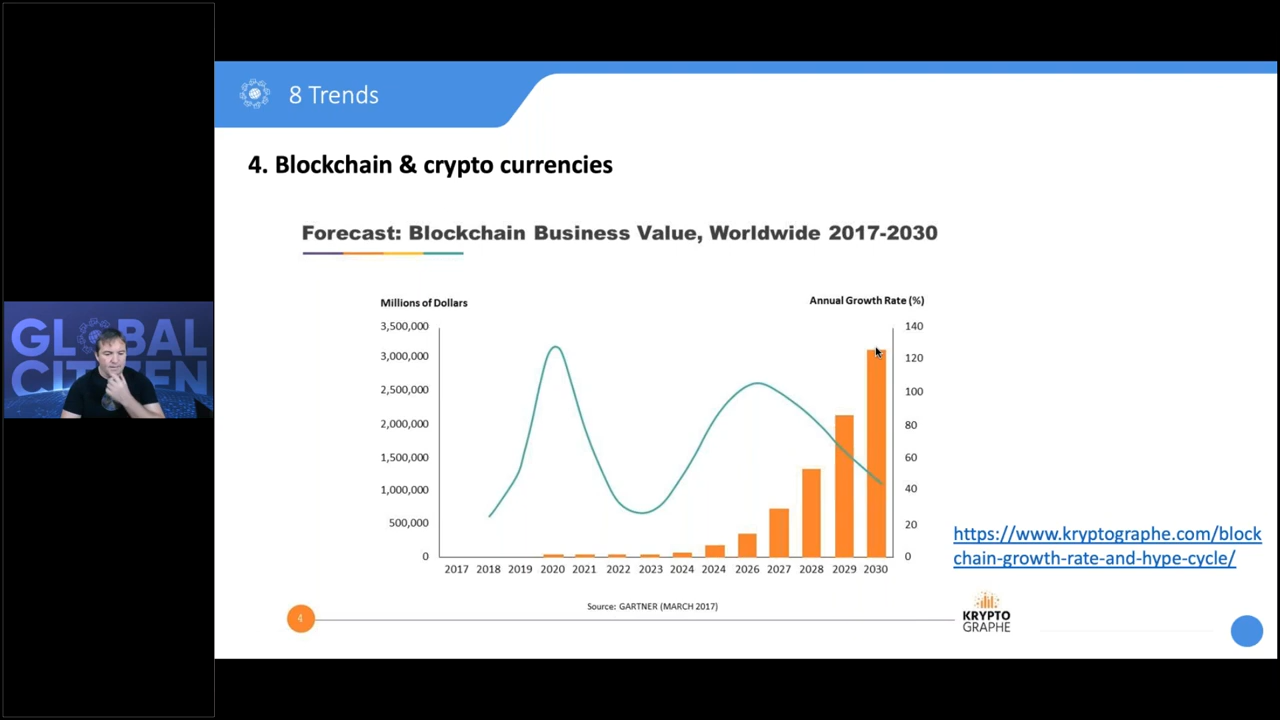 8 Trends
4. Blockchain & crypto currencies
Forecast: Blockchain Business Value, Worldwide 2017-2030
Millions of Dollars
Annual Growth Rate (%)
3,500,000
140
3,000,000
120
2,500,000
100
2,000,000
80
1,500,000
60
1,000,000
40
500,000
20
0
0
2017 2018 2019 2020 2021 2022 2023 2024 2024 2026 2027 2028 2029 2030
https://www.kryptographe.com/block
chain-growth-rate-and-hype-cycle/
Source: GARTNER (MARCH 2017)
4
KRYPTO
GRAPHE
GLOBAL
CITIZEN